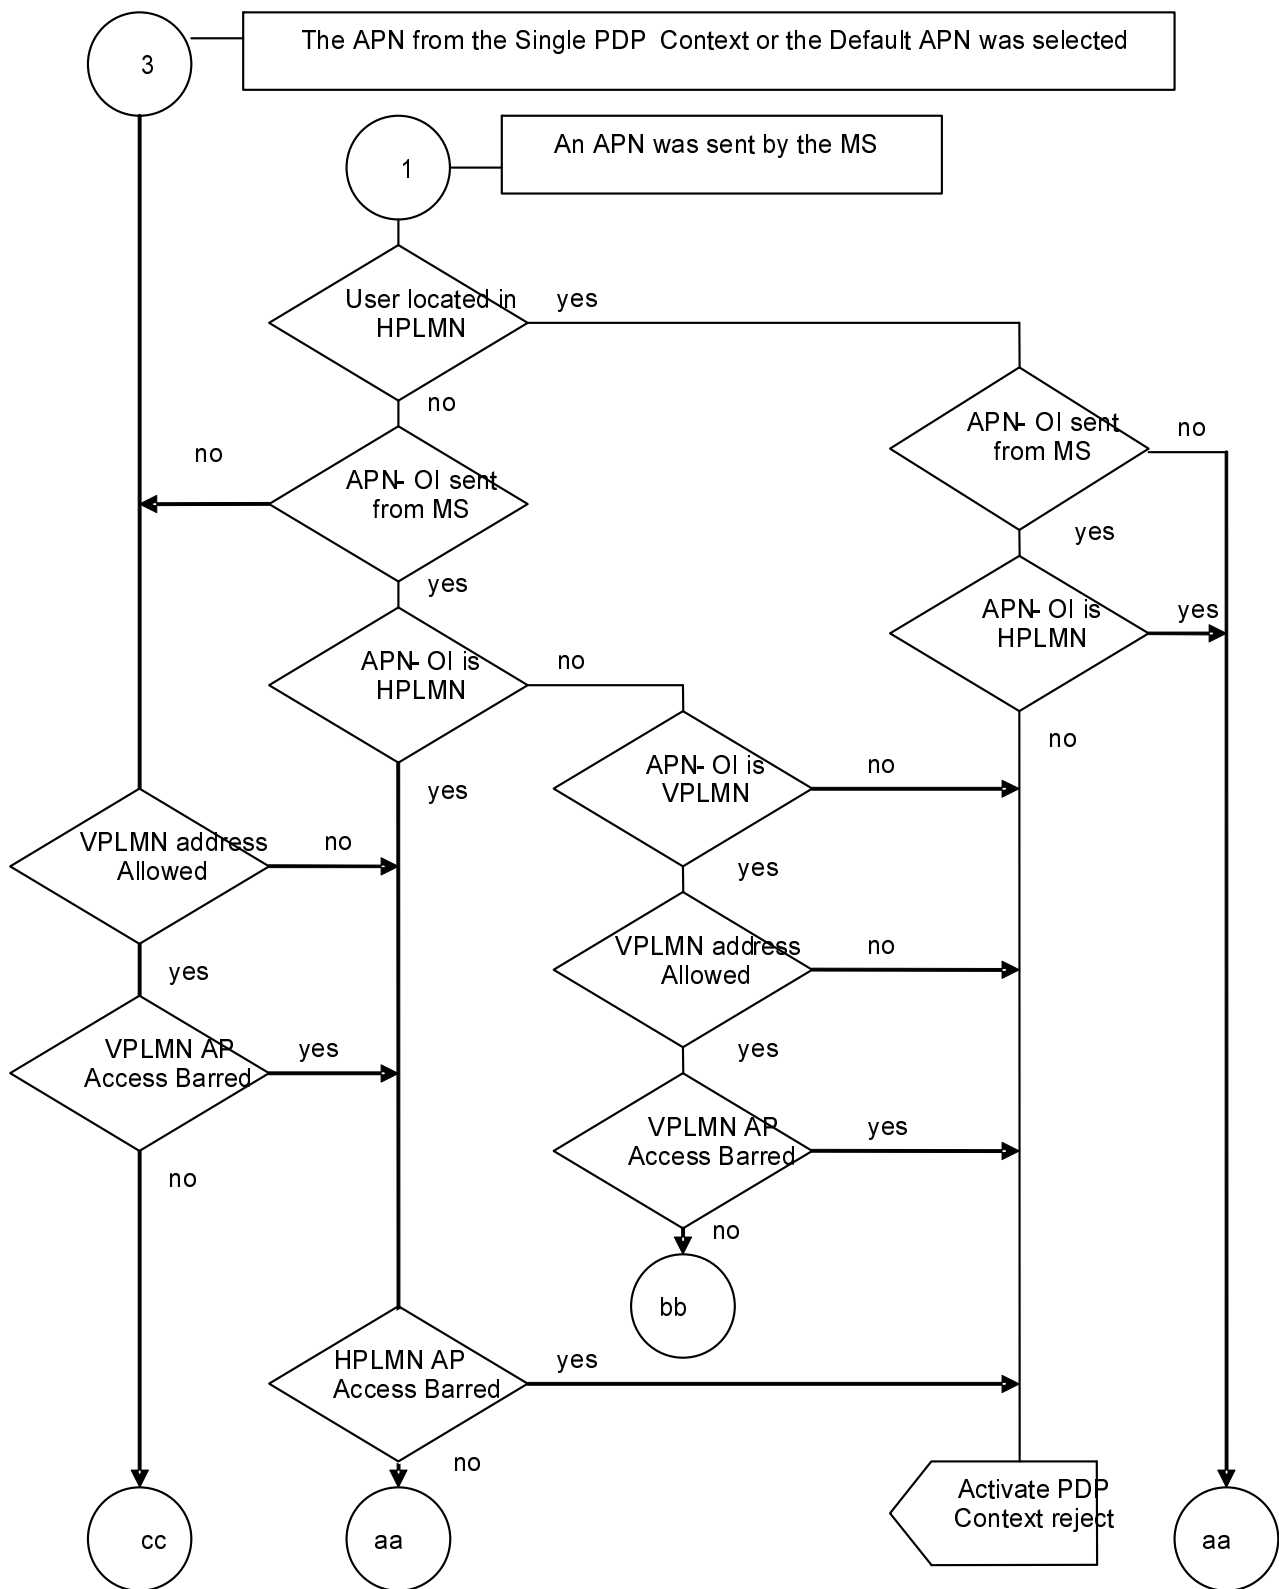 3
The APN from the Single PDP Context or the Default APN was selected
1
An APN was sent by the MS
User located in
HPLMN
yes
no
APN- OI sent
from MS
no
no
APN- OI sent
from MS
yes
yes
APN- OI is
HPLMN
yes
APN- OI is
HPLMN
no
no
yes
APN- OI is
VPLMN
no
yes
VPLMN address
Allowed
no
yes
VPLMN address
Allowed
no
yes
VPLMN AP
Access Barred
yes
no
VPLMN AP
Access Barred
yes
no
bb
HPLMN AP
Access Barred
yes
no
Activate PDP
Context reject
cc
aa
aa